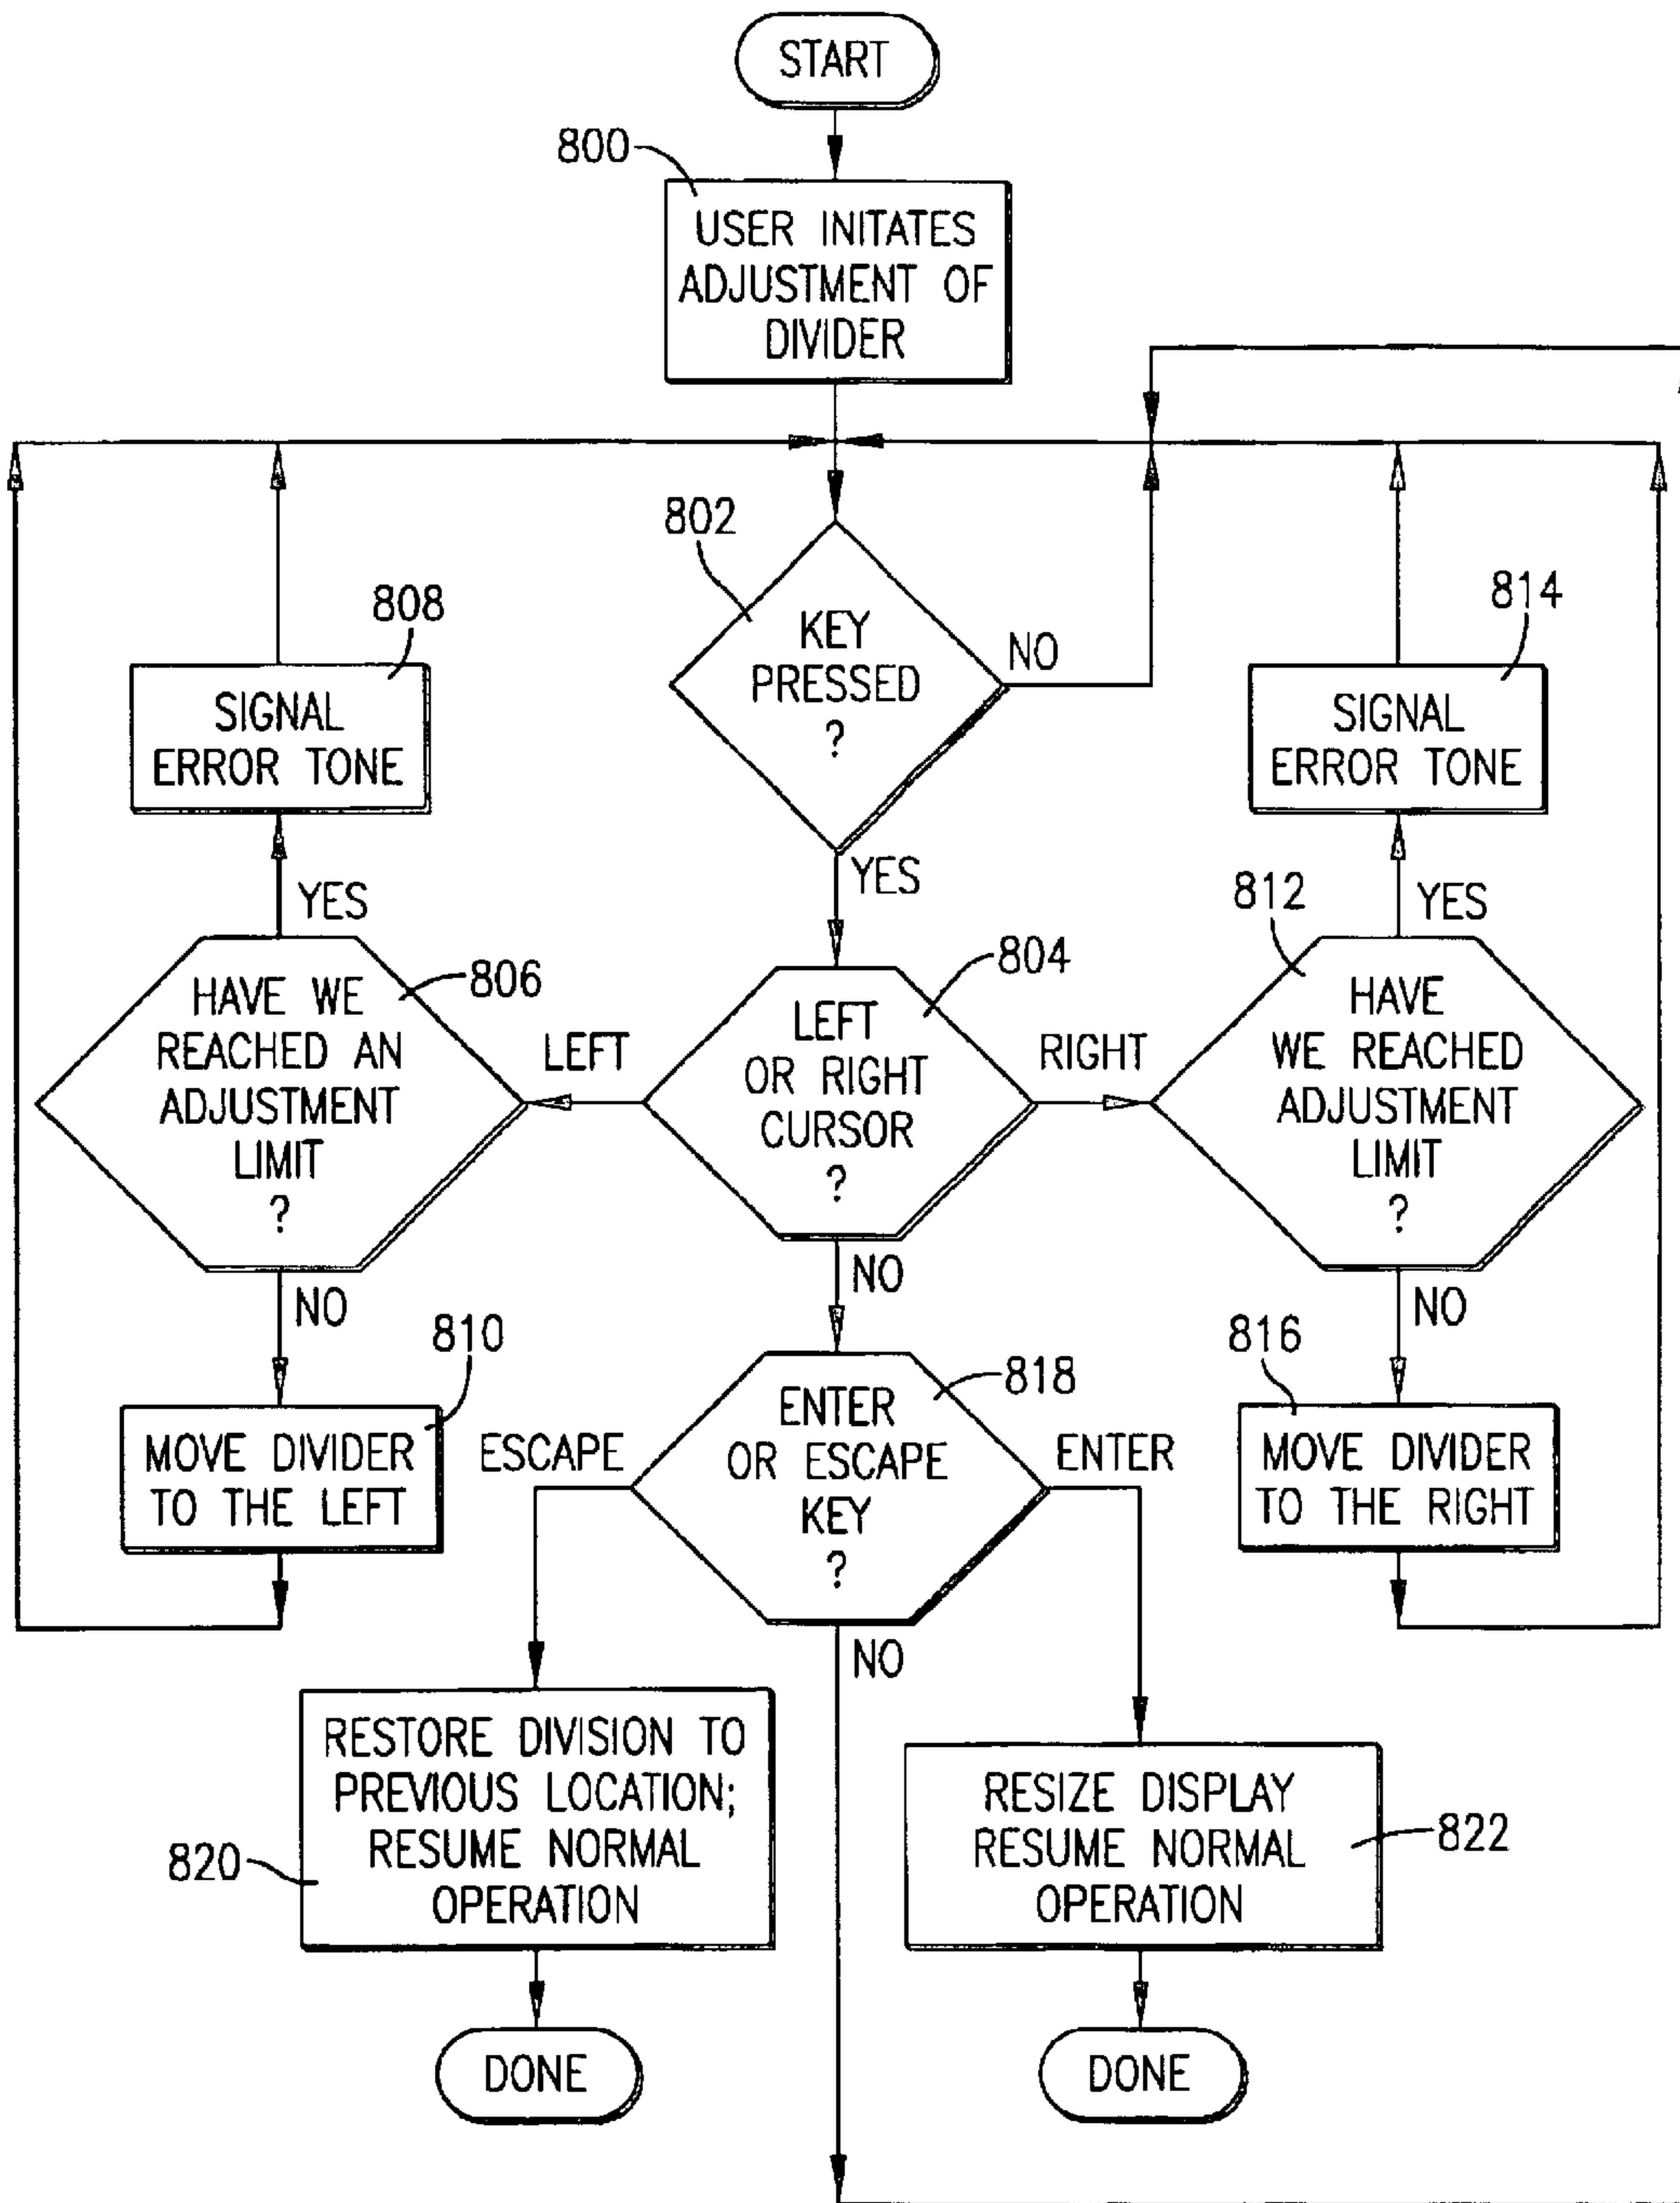 START
800
USER INITATES
ADJUSTMENT OF
DIVIDER
802
KEY
PRESSED
?
NO
YES
808
SIGNAL
ERROR TONE
814
SIGNAL
ERROR TONE
YES
HAVE WE
REACHED AN
ADJUSTMENT
LIMIT
?
806
LEFT
804
LEFT
OR RIGHT
CURSOR
?
RIGHT
812
YES
HAVE
WE REACHED
ADJUSTMENT
LIMIT
?
NO
NO
NO
810
MOVE DIVIDER
TO THE LEFT
818
ENTER
OR ESCAPE
KEY
?
ESCAPE
ENTER
NO
816
MOVE DIVIDER
TO THE RIGHT
820
RESTORE DIVISION TO
PREVIOUS LOCATION;
RESUME NORMAL
OPERATION
RESIZE DISPLAY
RESUME NORMAL
OPERATION
822
DONE
DONE